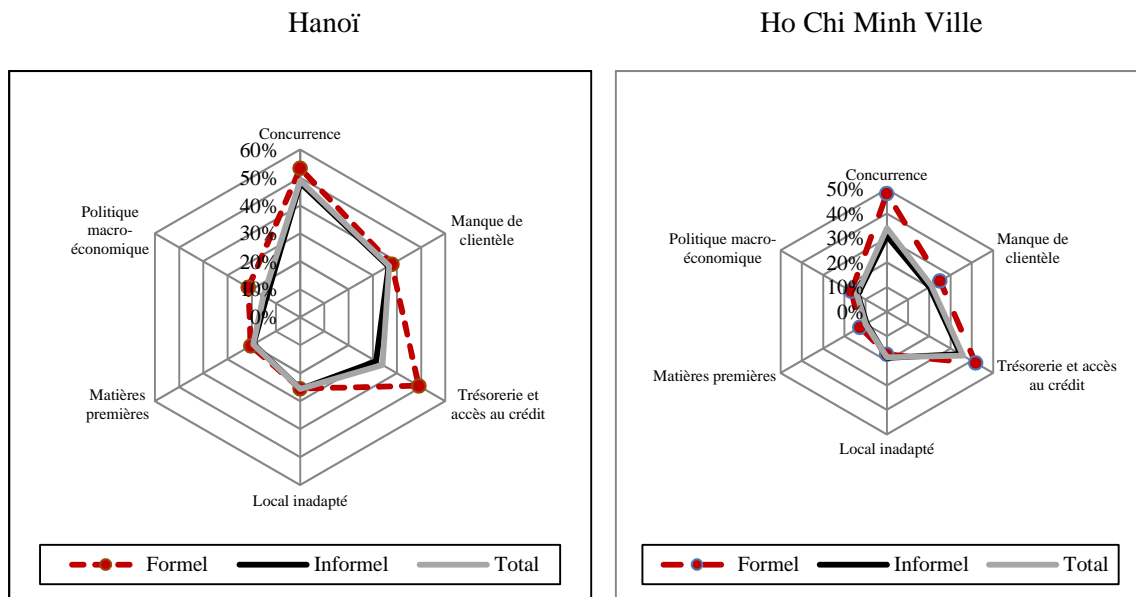 Hanoï
Ho Chi Minh Ville
Concurrence
60%
50%
40%
30%
20%
10%
0%
Manque de
clientèle
Trésorerie et
accès au crédit
Local inadapté
Matières
premières
Politique
macro-
économique
Formel
Informel
Total
Concurrence
50%
40%
30%
20%
10%
0%
Manque de
clientèle
Trésorerie et accès
au crédit
Local inadapté
Matières premières
Politique macro-
économique
Formel
Informel
Total